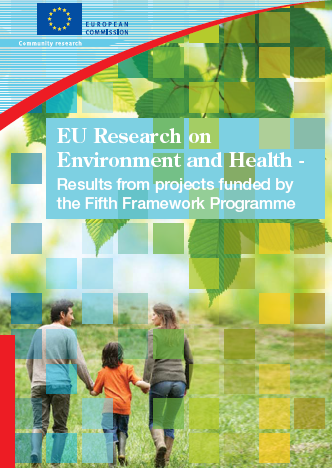 EUROPEAN
COMMISSION
Community research
EU Research on
Environment and Health -
Results from projects funded by
the Fifth Framework Programme